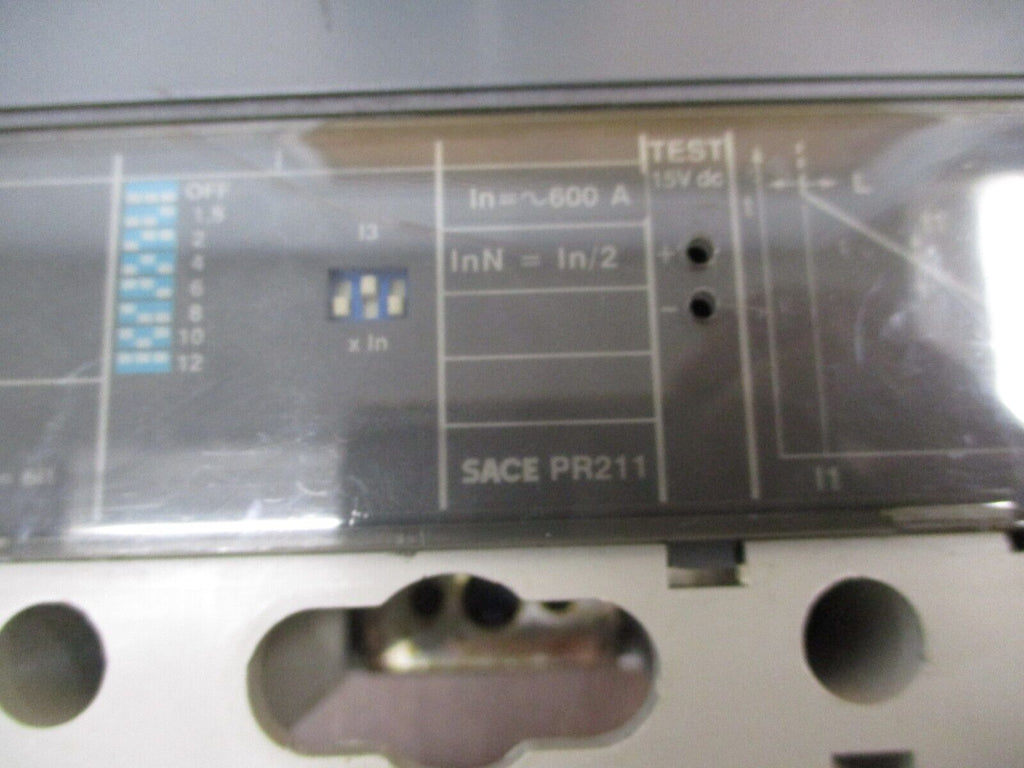 OFF
1.5
2
4
6
8
10
12
I3
x In
In=~600 A
InN = In/2
SACE PR211
TEST
15V dc
+
-
t
L
I1